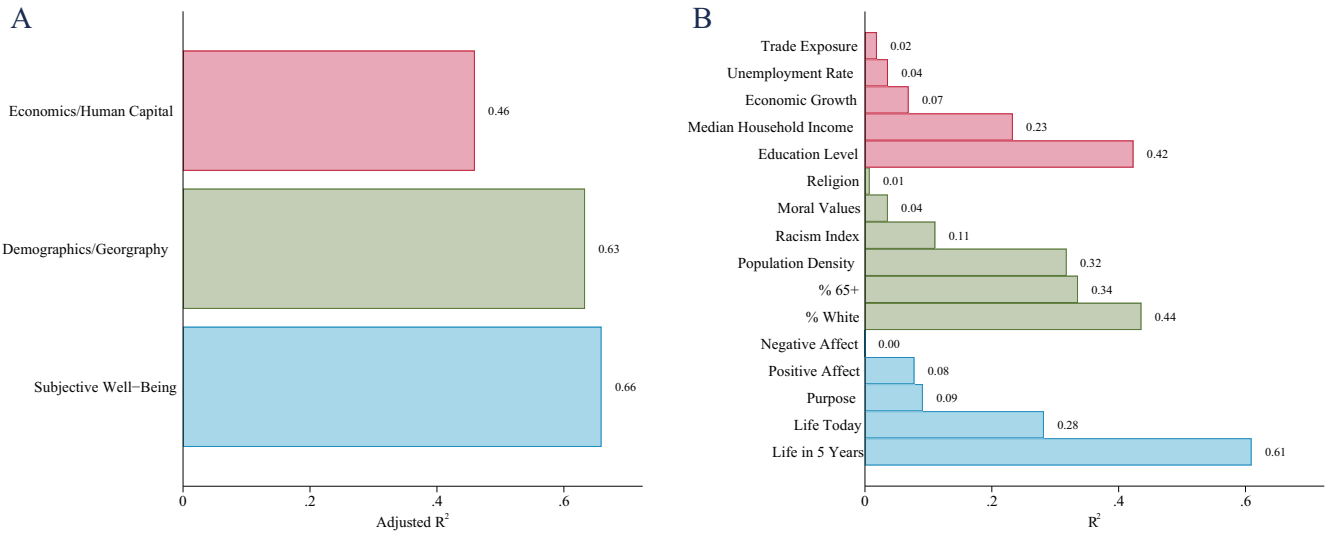 A
Economics/Human Capital
0.46
Demographics/Georgraphy
0.63
Subjective Well−Being
0.66
0 .2 .4 .6
Adjusted R²
B
Trade Exposure 0.02
Unemployment Rate 0.04
Economic Growth 0.07
Median Household Income 0.23
Education Level 0.42
Religion 0.01
Moral Values 0.04
Racism Index 0.11
Population Density 0.32
% 65+ 0.34
% White 0.44
Negative Affect 0.00
Positive Affect 0.08
Purpose 0.09
Life Today 0.28
Life in 5 Years 0.61
0 .2 .4 .6
R²